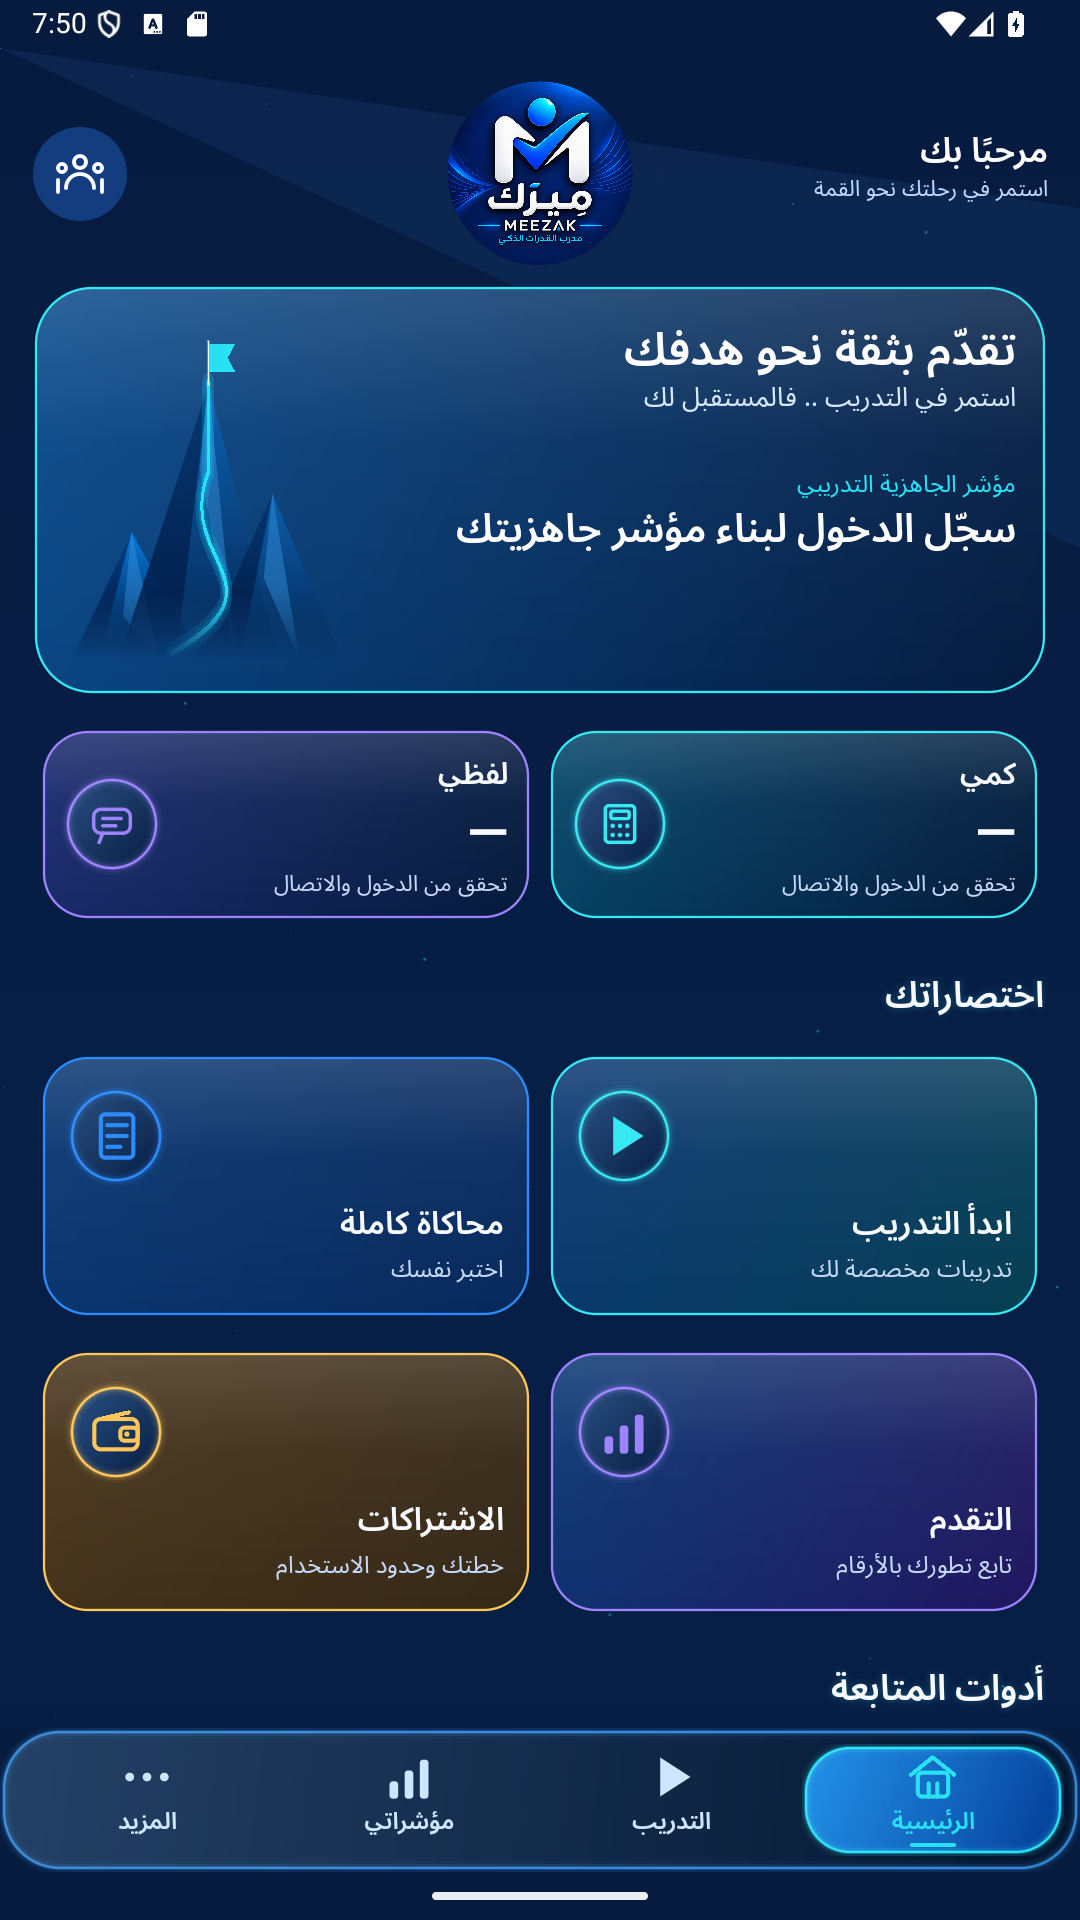 7:50
مرحبًا بك
استمر في رحلتك نحو القمة
مِيزَك
MEEZAK
مدرب القدرات الذكي
تقدّم بثقة نحو هدفك
استمر في التدريب .. فالمستقبل لك
مؤشر الجاهزية التدريبي
سجّل الدخول لبناء مؤشر جاهزيتك
كمي
—
تحقق من الدخول والاتصال
لفظي
—
تحقق من الدخول والاتصال
اختصاراتك
ابدأ التدريب
تدريبات مخصصة لك
محاكاة كاملة
اختبر نفسك
التقدم
تابع تطورك بالأرقام
الاشتراكات
خطتك وحدود الاستخدام
أدوات المتابعة
الرئيسية
التدريب
مؤشراتي
المزيد